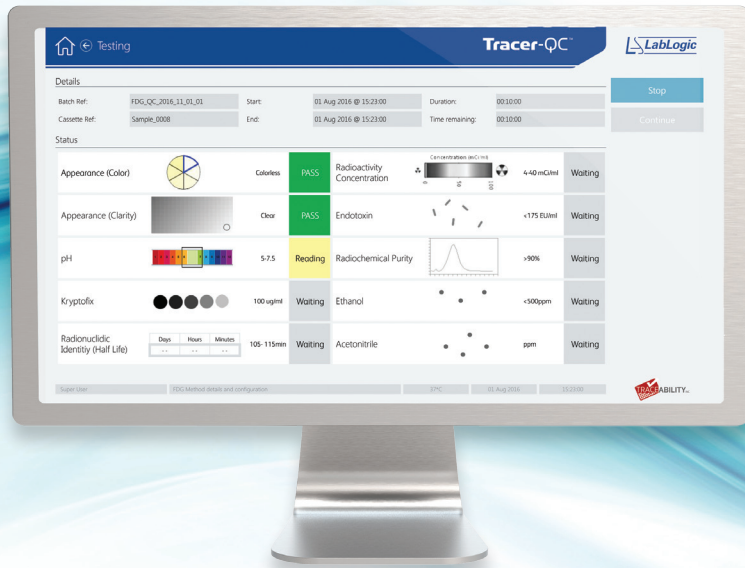 Testing
Tracer-QC™
LabLogic
Details
Batch Ref: FDG_QC_2016_11_01_01 Start: 01 Aug 2016 @ 15:23:00 Duration: 00:10:00
Cassette Ref: Sample_0008 End: 01 Aug 2016 @ 15:23:00 Time remaining: 00:10:00
Stop
Continue
Status
Appearance (Color) Colorless PASS
Radioactivity
Concentration
Concentration (mCi/ml)
0 50 100
4-40 mCi/ml Waiting
Appearance (Clarity) Clear PASS
Endotoxin <175 EU/ml Waiting
pH 5-7.5 Reading
Radiochemical Purity >90% Waiting
Kryptofix 100 ug/ml Waiting
Ethanol <500ppm Waiting
Radionuclidic
Identitiy (Half Life)
Days Hours Minutes
-- -- --
105-115min Waiting
Acetonitrile ppm Waiting
Super User FDG Method details and configuration 37ºC 01 Aug 2016 15:23:00
TRACEABILITY